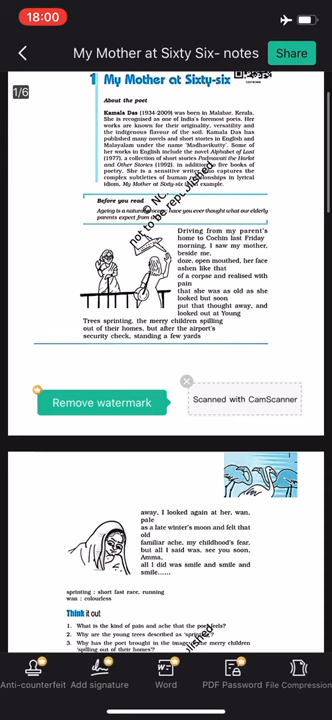 18:00
My Mother at Sixty Six- notes
Share
1/6
1 My Mother at Sixty-six
About the poet
Kamala Das (1934-2009) was born in Malabar, Kerala.
She is recognised as one of India's foremost poets. Her
works are known for their originality, versatility and
the indigenous flavour of the soil. Kamala Das has
published many novels and short stories in English and
Malayalam under the name 'Madhavikutty'. Some of
her works in English include the novel Alphabet of Lust
(1977), a collection of short stories Padmavati the Harlot
and Other Stories (1992), in addition to five books of
poetry. She is a sensitive writer who captures the
complex subtleties of human relationships in lyrical
idiom, My Mother at Sixty-six is an example.
Before you read
Ageing is a natural process; have you ever thought what our elderly
parents expect from us?
not to be republished
Driving from my parent's
home to Cochin last Friday
morning, I saw my mother,
beside me,
doze, open mouthed, her face
ashen like that
of a corpse and realised with
pain
that she was as old as she
looked but soon
put that thought away, and
looked out at Young
Trees sprinting, the merry children spilling
out of their homes, but after the airport's
security check, standing a few yards
Remove watermark
Scanned with CamScanner
away, I looked again at her, wan,
pale
as a late winter's moon and felt that
old
familiar ache, my childhood's fear,
but all I said was, see you soon,
Amma,
all I did was smile and smile and
smile......
sprinting : short fast race, running
wan : colourless
Think it out
1. What is the kind of pain and ache that the poet feels?
2. Why are the young trees described as 'sprinting'?
3. Why has the poet brought in the image of the merry children
'spilling out of their homes'?
Anti-counterfeit
Add signature
Word
PDF Password
File Compression